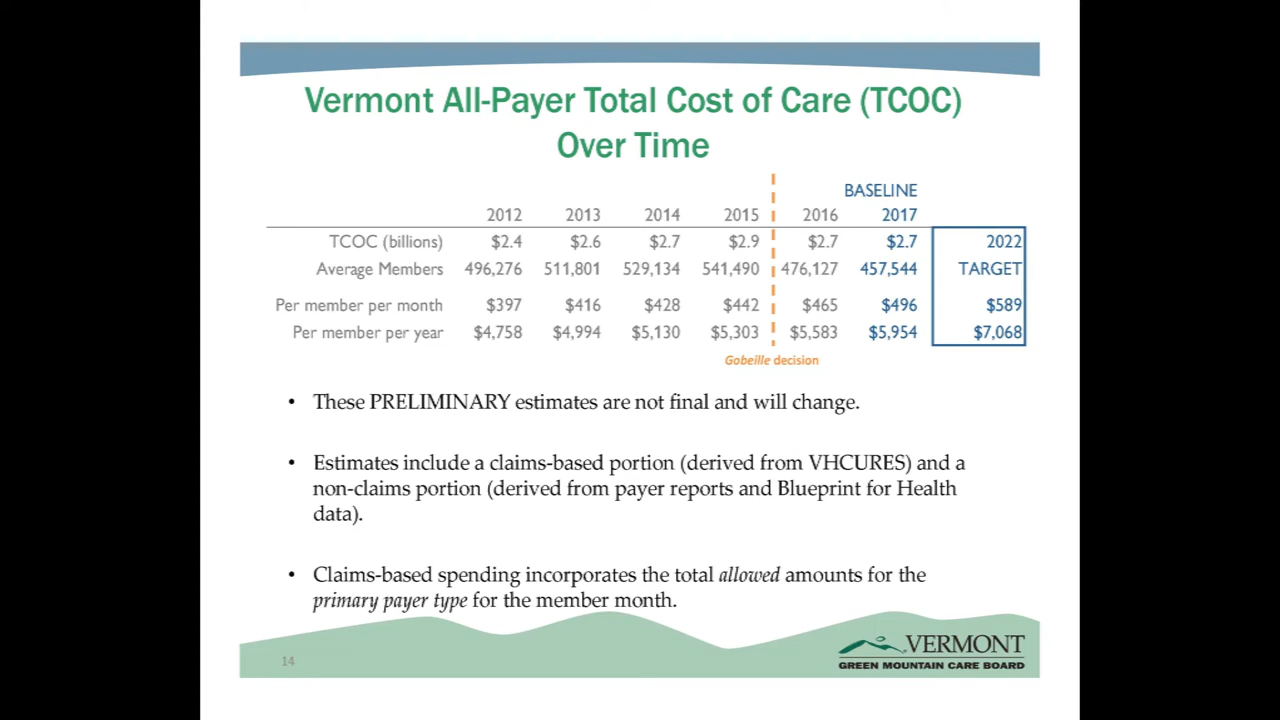 Vermont All-Payer Total Cost of Care (TCOC)
Over Time
BASELINE
2012 2013 2014 2015 2016 2017
TCOC (billions) $2.4 $2.6 $2.7 $2.9 $2.7 $2.7 2022
Average Members 496,276 511,801 529,134 541,490 476,127 457,544 TARGET
Per member per month $397 $416 $428 $442 $465 $496 $589
Per member per year $4,758 $4,994 $5,130 $5,303 $5,583 $5,954 $7,068
Gobeille decision
• These PRELIMINARY estimates are not final and will change.
• Estimates include a claims-based portion (derived from VHCURES) and a
non-claims portion (derived from payer reports and Blueprint for Health
data).
• Claims-based spending incorporates the total allowed amounts for the
primary payer type for the member month.
14
VERMONT
GREEN MOUNTAIN CARE BOARD